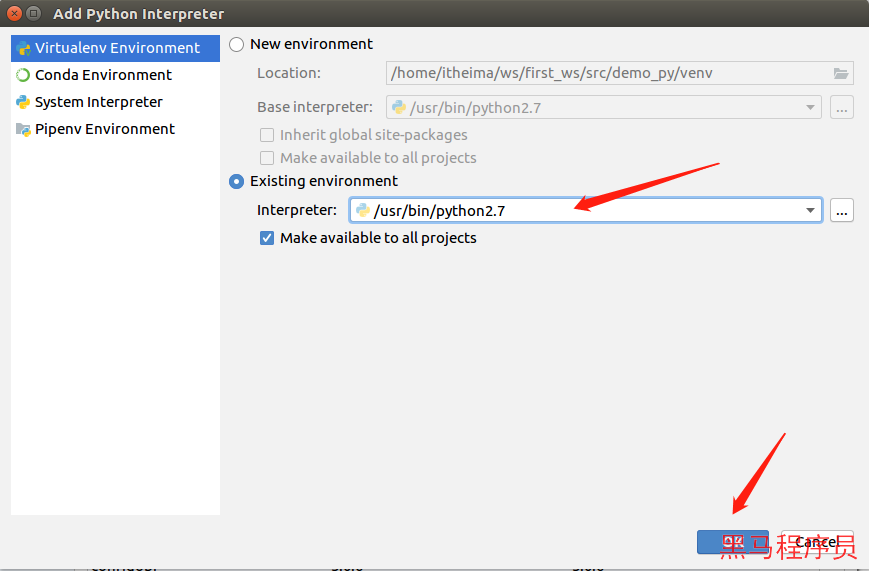 Add Python Interpreter
Virtualenv Environment
Conda Environment
System Interpreter
Pipenv Environment
New environment
Location: /home/itheima/ws/first_ws/src/demo_py/venv
Base interpreter: /usr/bin/python2.7 ...
Inherit global site-packages
Make available to all projects
Existing environment
Interpreter: /usr/bin/python2.7 ...
Make available to all projects
OK Cancel
黑马程序员